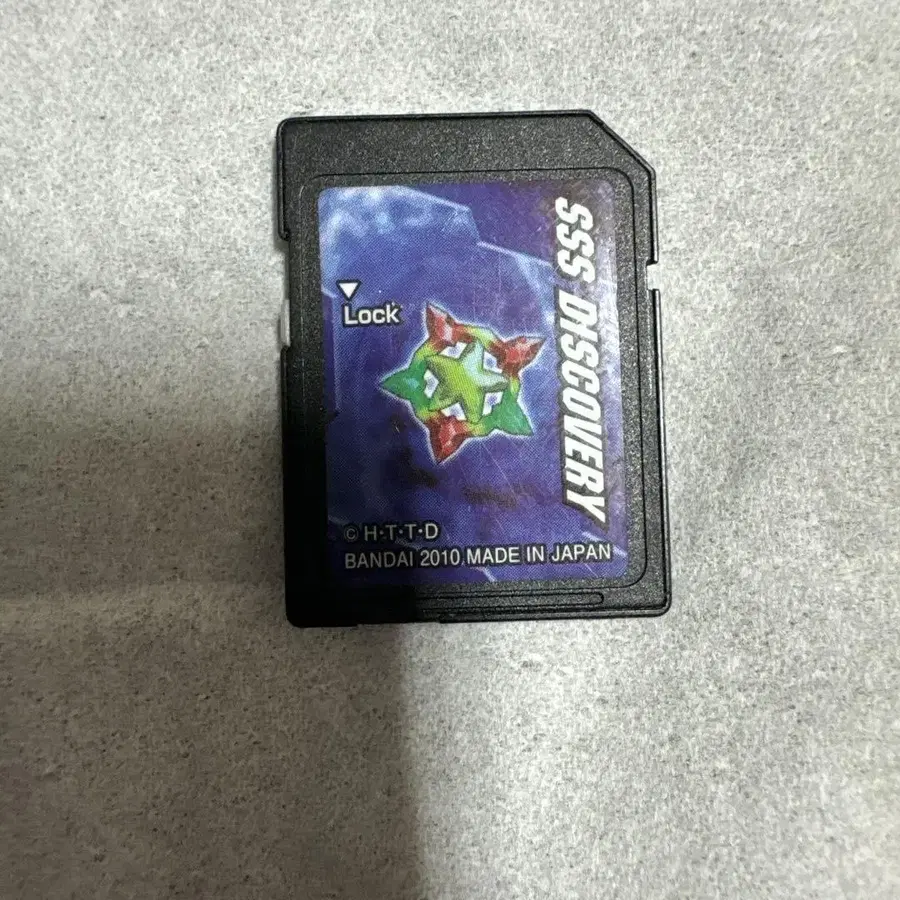 SSS DISCOVERY
Lock
© H·T·T·D
BANDAI 2010 MADE IN JAPAN